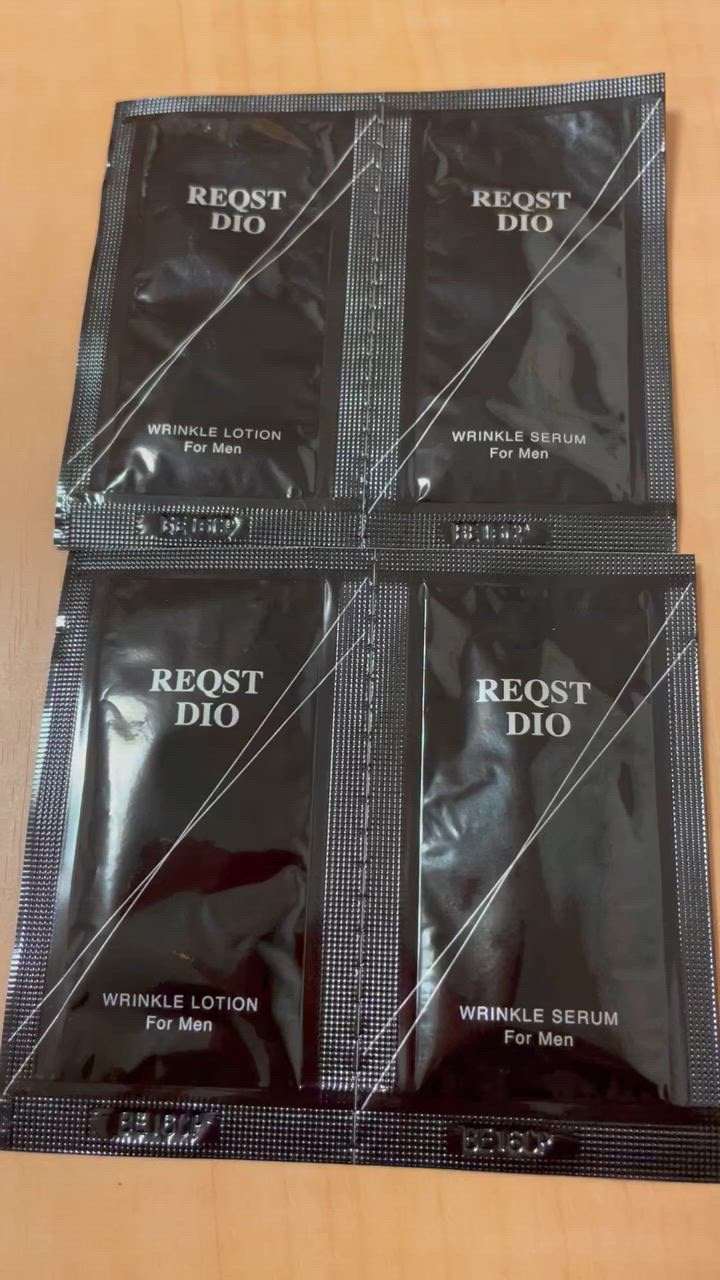 REQST
DIO
WRINKLE LOTION
For Men
REQST
DIO
WRINKLE SERUM
For Men
REQST
DIO
WRINKLE LOTION
For Men
REQST
DIO
WRINKLE SERUM
For Men